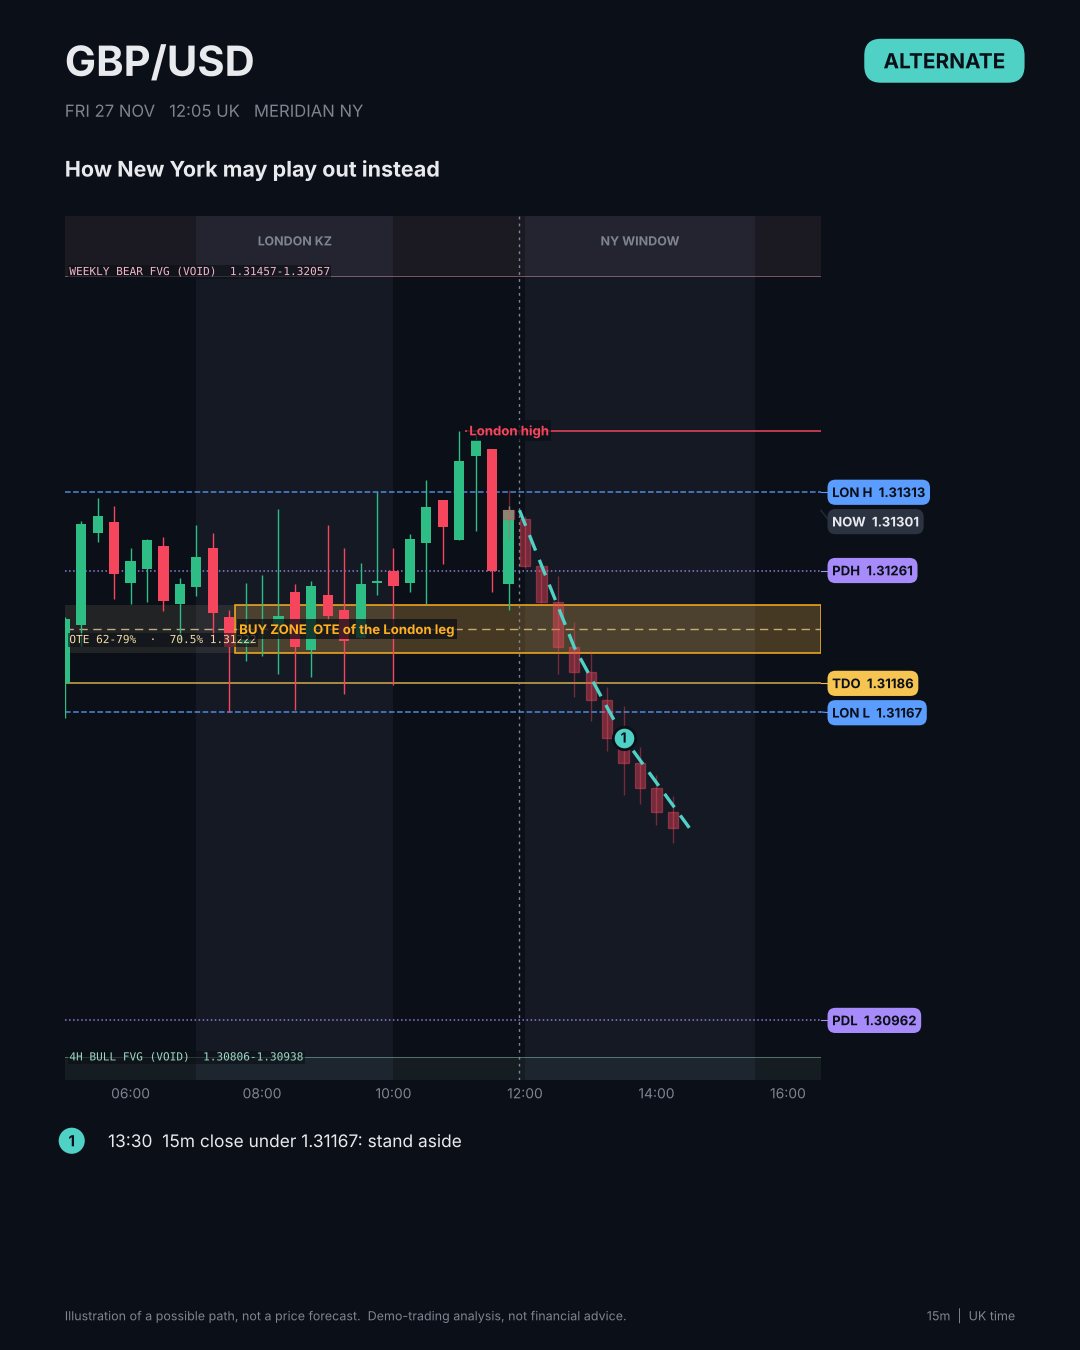 GBP/USD
ALTERNATE
FRI 27 NOV 12:05 UK MERIDIAN NY
How New York may play out instead
LONDON KZ
NY WINDOW
WEEKLY BEAR FVG (VOID) 1.31457-1.32057
London high
LON H 1.31313
NOW 1.31301
PDH 1.31261
BUY ZONE OTE of the London leg
OTE 62-79% · 70.5% 1.31222
TDO 1.31186
LON L 1.31167
1
PDL 1.30962
4H BULL FVG (VOID) 1.30806-1.30938
06:00 08:00 10:00 12:00 14:00 16:00
1 13:30 15m close under 1.31167: stand aside
Illustration of a possible path, not a price forecast. Demo-trading analysis, not financial advice.
15m | UK time